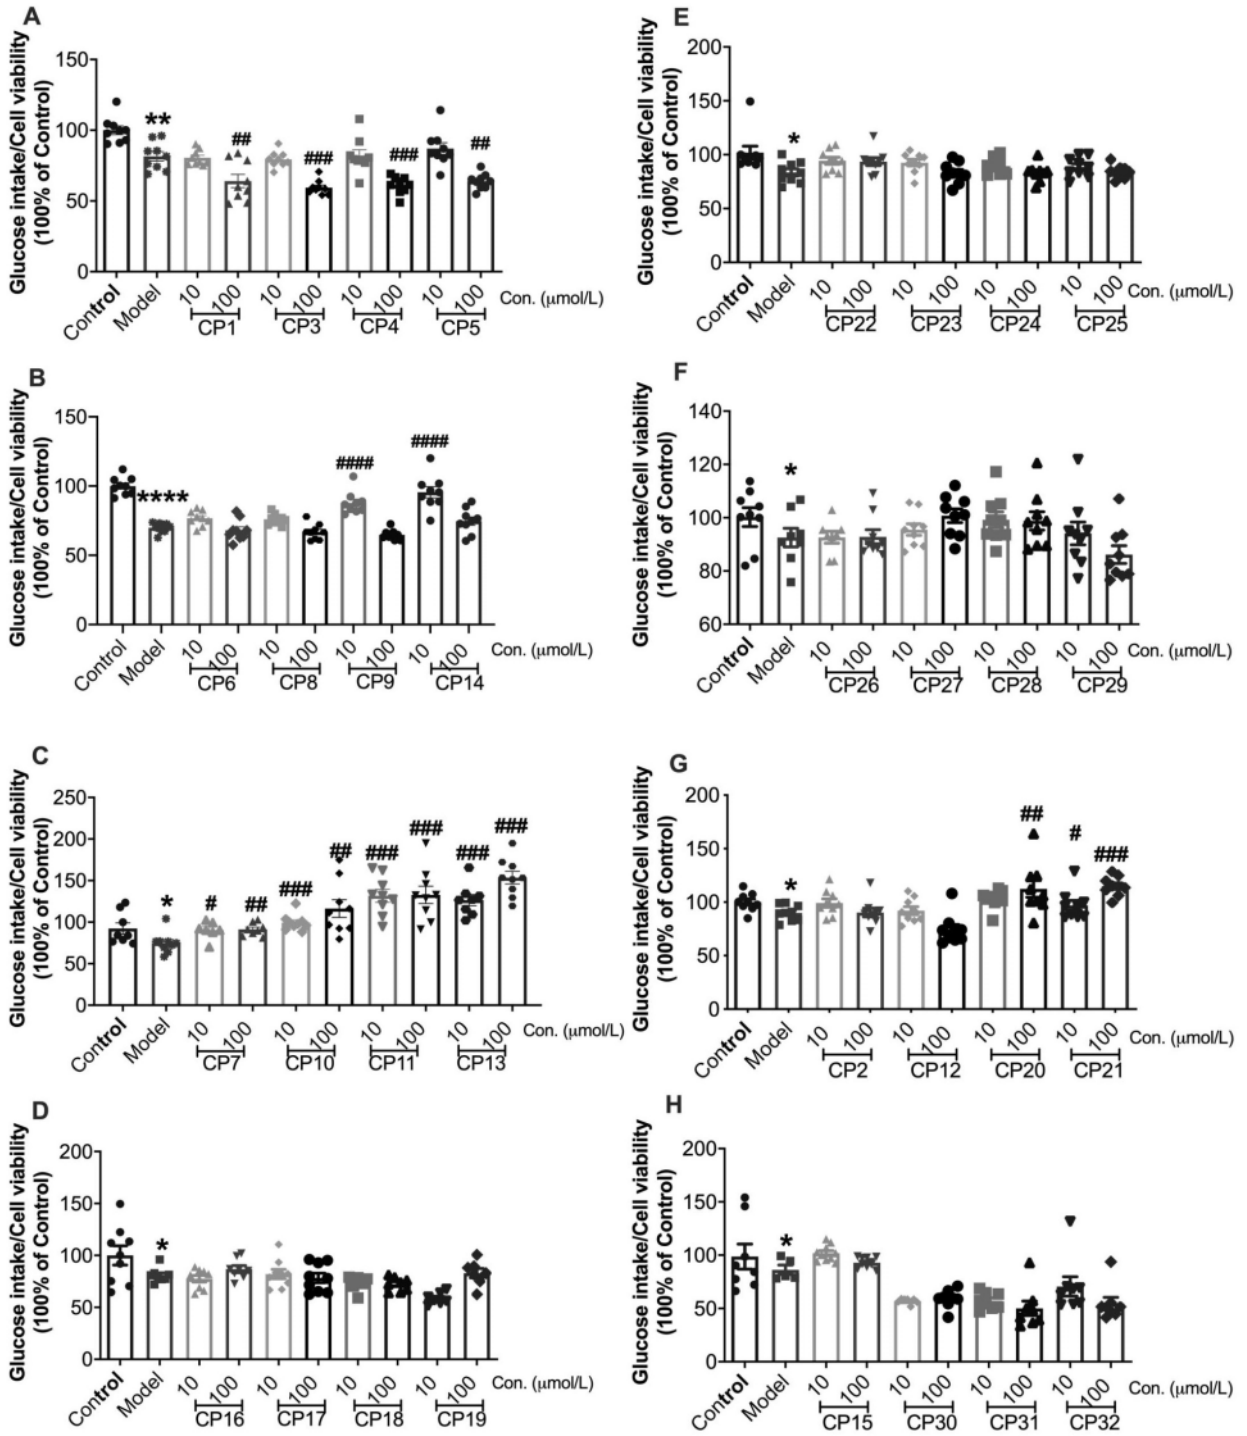 A
Glucose intake/Cell viability
(100% of Control)
150
100
50
0
**
##
###
###
##
Control
Model
10
100
10
100
10
100
10
100
Con. (μmol/L)
CP1
CP3
CP4
CP5
E
Glucose intake/Cell viability
(100% of Control)
200
150
100
50
0
*
Control
Model
10
100
10
100
10
100
10
100
Con. (μmol/L)
CP22
CP23
CP24
CP25
B
Glucose intake/Cell viability
(100% of Control)
150
100
50
0
****
####
####
Control
Model
10
100
10
100
10
100
10
100
Con. (μmol/L)
CP6
CP8
CP9
CP14
F
Glucose intake/Cell viability
(100% of Control)
140
120
100
80
60
*
Control
Model
10
100
10
100
10
100
10
100
Con. (μmol/L)
CP26
CP27
CP28
CP29
C
Glucose intake/Cell viability
(100% of Control)
250
200
150
100
50
0
*
#
##
###
##
###
###
###
###
Control
Model
10
100
10
100
10
100
10
100
Con. (μmol/L)
CP7
CP10
CP11
CP13
G
Glucose intake/Cell viability
(100% of Control)
200
150
100
50
0
*
##
#
###
Control
Model
10
100
10
100
10
100
10
100
Con. (μmol/L)
CP2
CP12
CP20
CP21
D
Glucose intake/Cell viability
(100% of Control)
200
150
100
50
0
*
Control
Model
10
100
10
100
10
100
10
100
Con. (μmol/L)
CP16
CP17
CP18
CP19
H
Glucose intake/Cell viability
(100% of Control)
200
150
100
50
0
*
Control
Model
10
100
10
100
10
100
10
100
Con. (μmol/L)
CP15
CP30
CP31
CP32